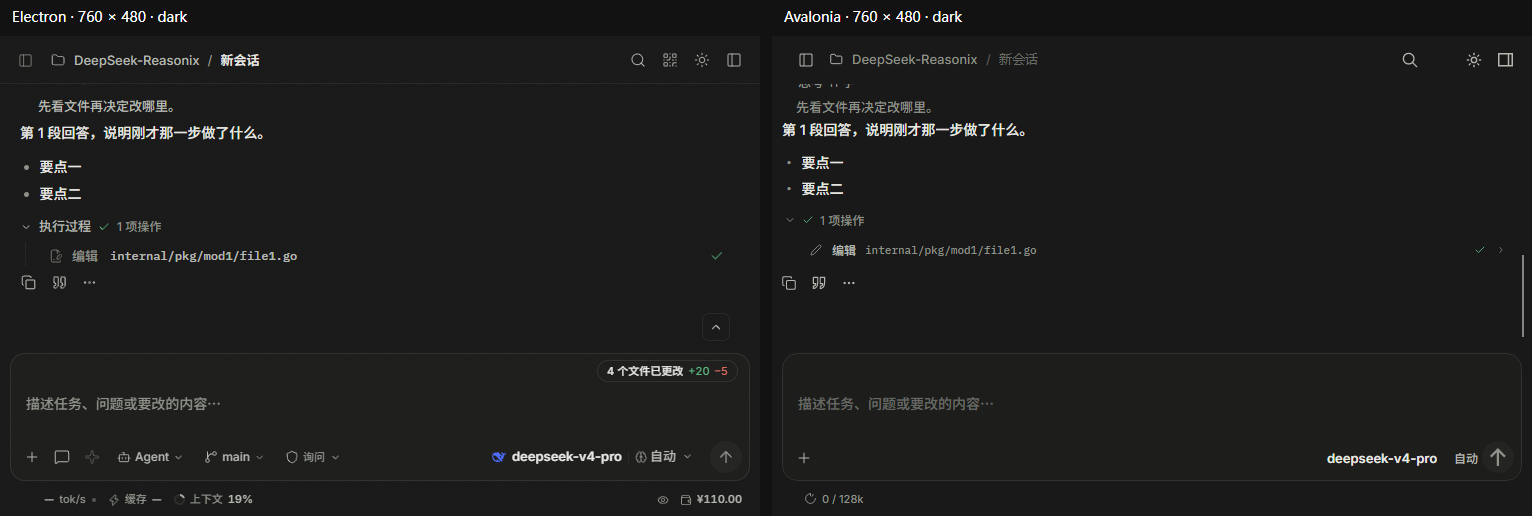 Electron · 760 × 480 · dark
DeepSeek-Reasonix / 新会话
先看文件再决定改哪里。
第 1 段回答，说明刚才那一步做了什么。
• 要点一
• 要点二
执行过程 1 项操作
编辑 internal/pkg/mod1/file1.go
4 个文件已更改 +20 −5
描述任务、问题或要改的内容…
Agent main 询问 deepseek-v4-pro 自动
— tok/s 缓存 — 上下文 19% ¥110.00
Avalonia · 760 × 480 · dark
DeepSeek-Reasonix / 新会话
先看文件再决定改哪里。
第 1 段回答，说明刚才那一步做了什么。
• 要点一
• 要点二
1 项操作
编辑 internal/pkg/mod1/file1.go
描述任务、问题或要改的内容…
deepseek-v4-pro 自动
0 / 128k